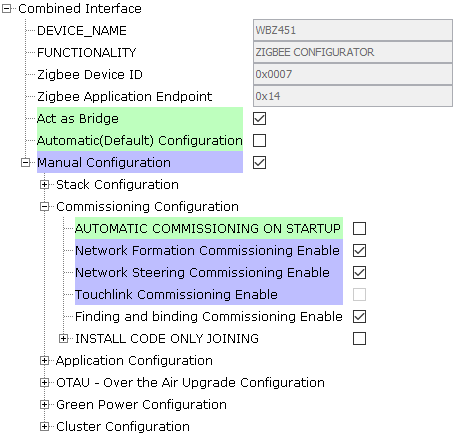 Combined Interface
DEVICE_NAME WBZ451
FUNCTIONALITY ZIGBEE CONFIGURATOR
Zigbee Device ID 0x0007
Zigbee Application Endpoint 0x14
Act as Bridge
Automatic(Default) Configuration
Manual Configuration
Stack Configuration
Commissioning Configuration
AUTOMATIC COMMISSIONING ON STARTUP
Network Formation Commissioning Enable
Network Steering Commissioning Enable
Touchlink Commissioning Enable
Finding and binding Commissioning Enable
INSTALL CODE ONLY JOINING
Application Configuration
OTAU - Over the Air Upgrade Configuration
Green Power Configuration
Cluster Configuration